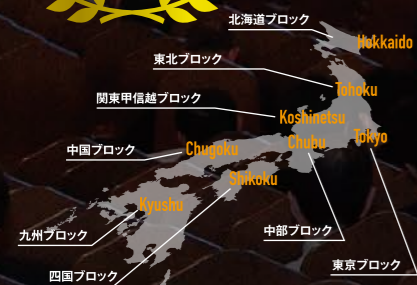 北海道ブロック
Hokkaido
東北ブロック
Tohoku
関東甲信越ブロック
Koshinetsu
Tokyo
中国ブロック
Chugoku
Chubu
Shikoku
Kyushu
九州ブロック
中部ブロック
東京ブロック
四国ブロック